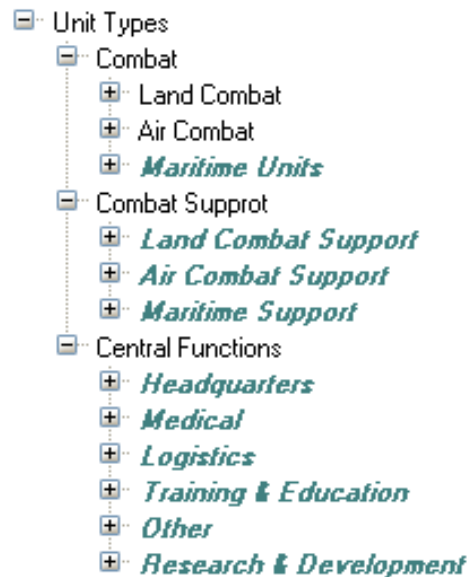 Unit Types
Combat
Land Combat
Air Combat
Maritime Units
Combat Supprot
Land Combat Support
Air Combat Support
Maritime Support
Central Functions
Headquarters
Medical
Logistics
Training & Education
Other
Research & Development